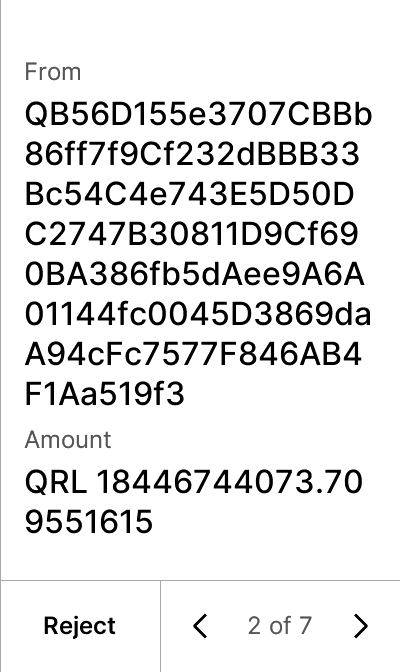 From
QB56D155e3707CBBb
86ff7f9Cf232dBBB33
Bc54C4e743E5D50D
C2747B30811D9Cf69
0BA386fb5dAee9A6A
01144fc0045D3869da
A94cFc7577F846AB4
F1Aa519f3
Amount
QRL 18446744073.70
9551615
Reject
2 of 7